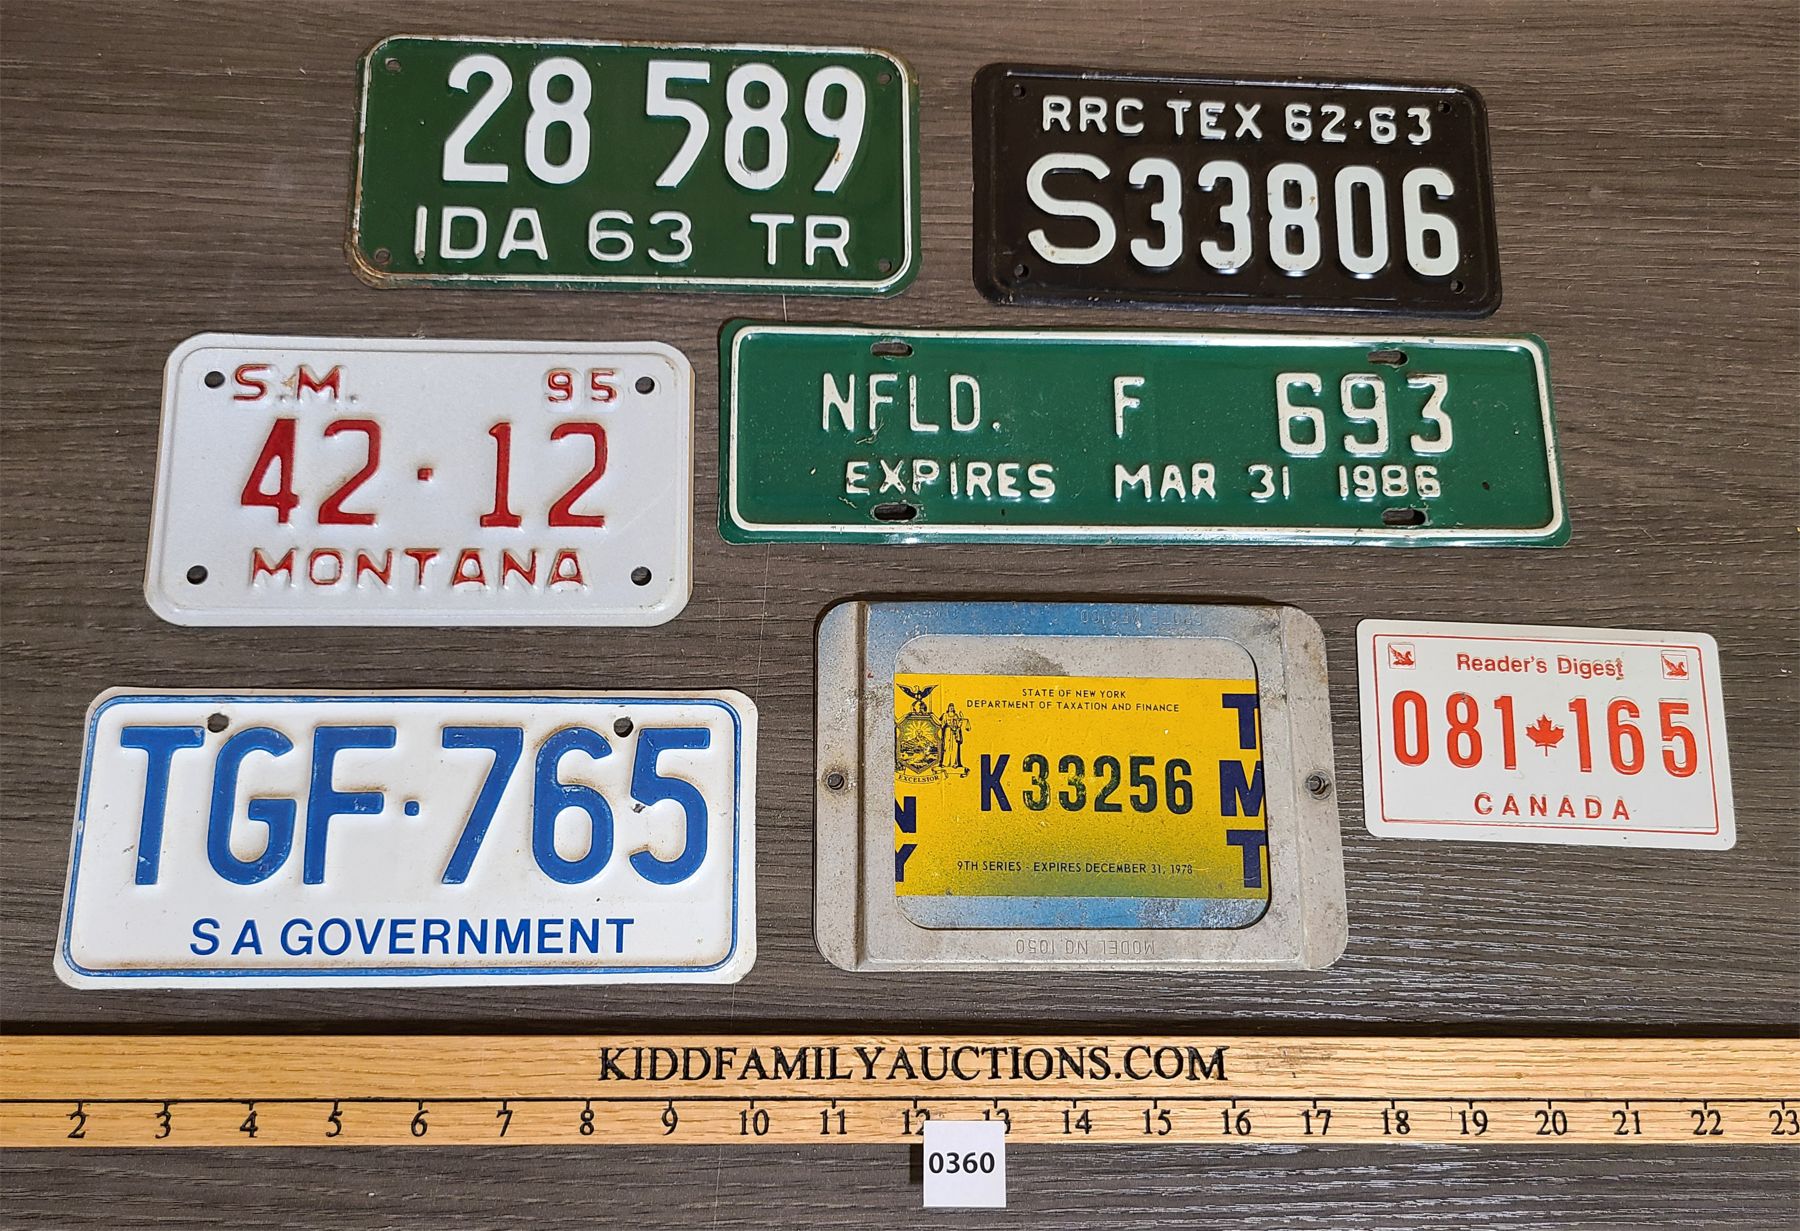 28 589
IDA 63 TR
RRC TEX 62·63
S33806
S.M. 95
42·12
MONTANA
NFLD. F 693
EXPIRES MAR 31 1986
TGF·765
S A GOVERNMENT
STATE OF NEW YORK
DEPARTMENT OF TAXATION AND FINANCE
EXCELSIOR
K33256
NY
TMT
9TH SERIES - EXPIRES DECEMBER 31, 1978
MODEL NO. 1050
Reader's Digest
081 165
CANADA
KIDDFAMILYAUCTIONS.COM
2 3 4 5 6 7 8 9 10 11 12 13 14 15 16 17 18 19 20 21 22 23
0360